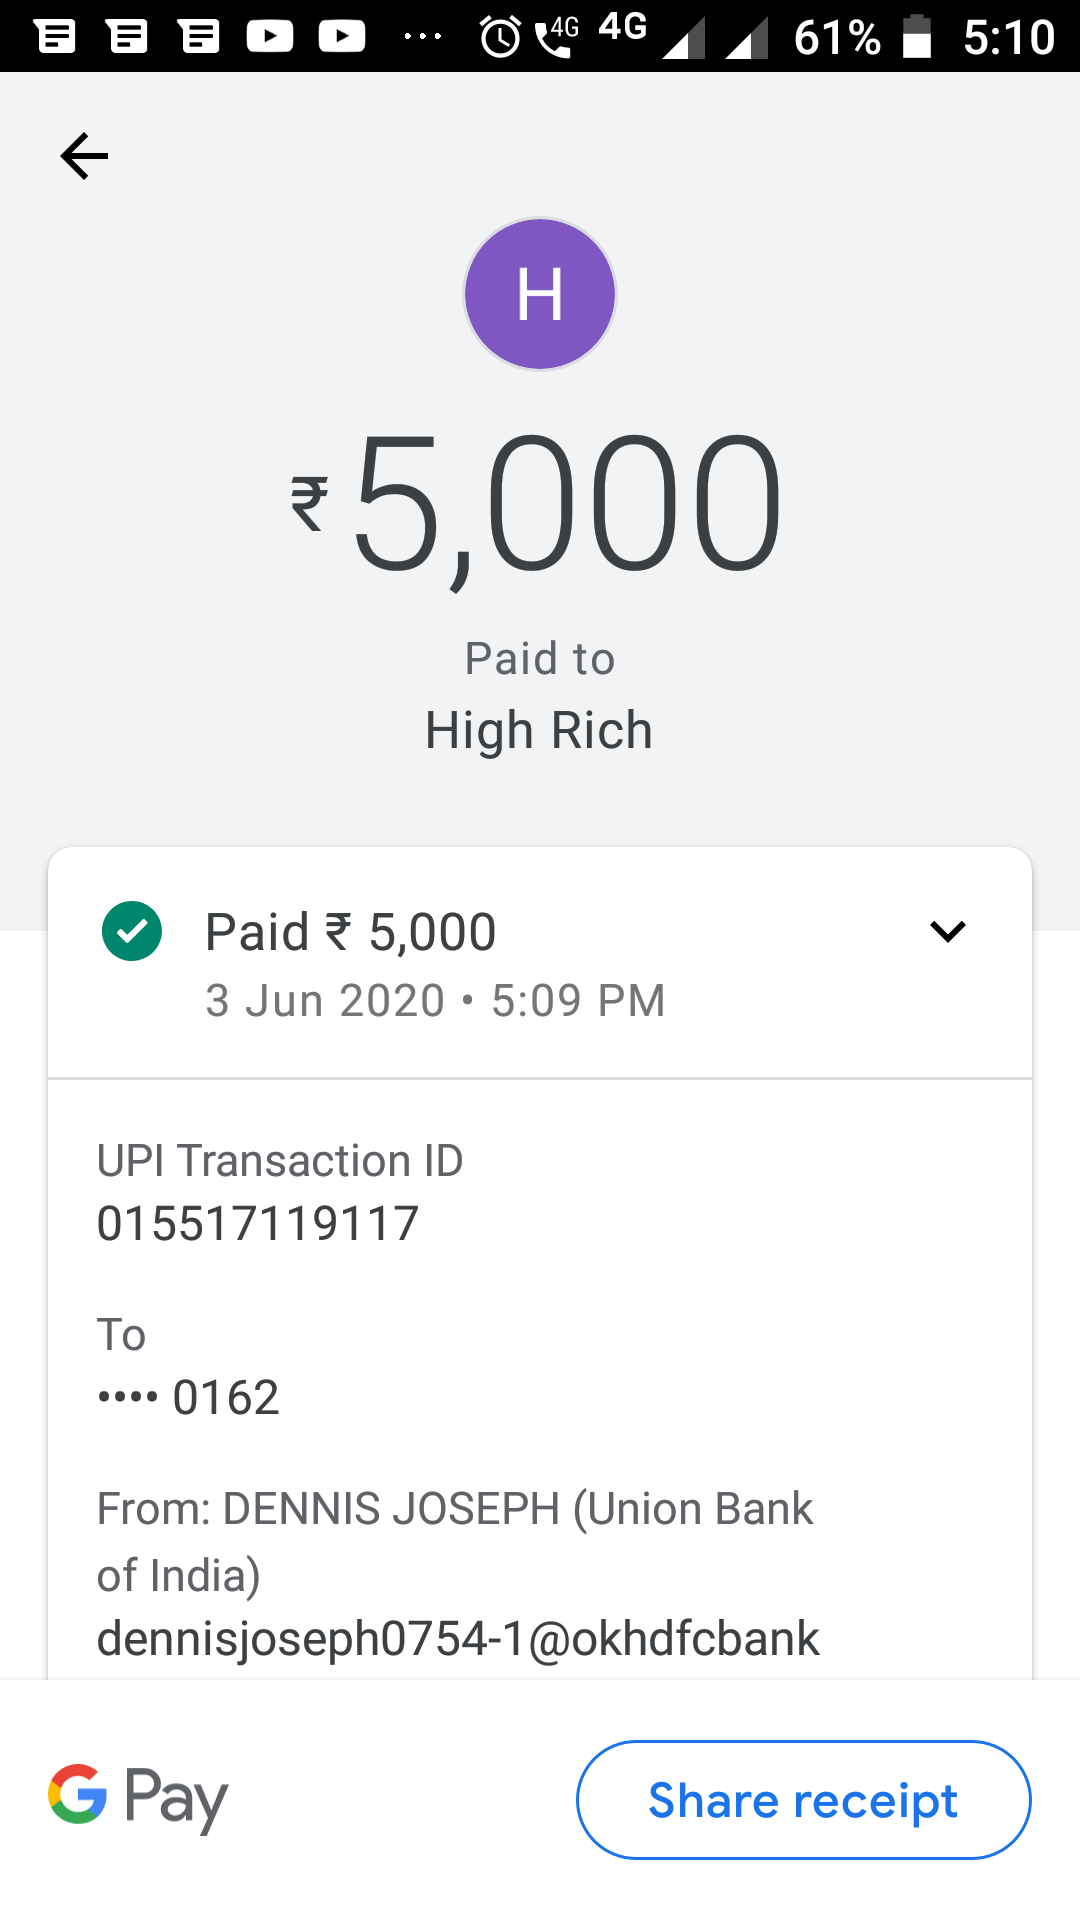 4G 4G 61% 5:10
H
₹5,000
Paid to
High Rich
Paid ₹ 5,000
3 Jun 2020 • 5:09 PM
UPI Transaction ID
015517119117
To
•••• 0162
From: DENNIS JOSEPH (Union Bank
of India)
dennisjoseph0754-1@okhdfcbank
G Pay
Share receipt